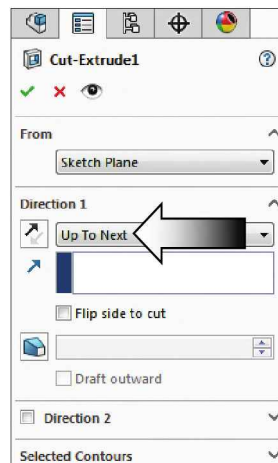 Cut-Extrude1
?
From
Sketch Plane
Direction 1
Up To Next
Flip side to cut
Draft outward
Direction 2
Selected Contours